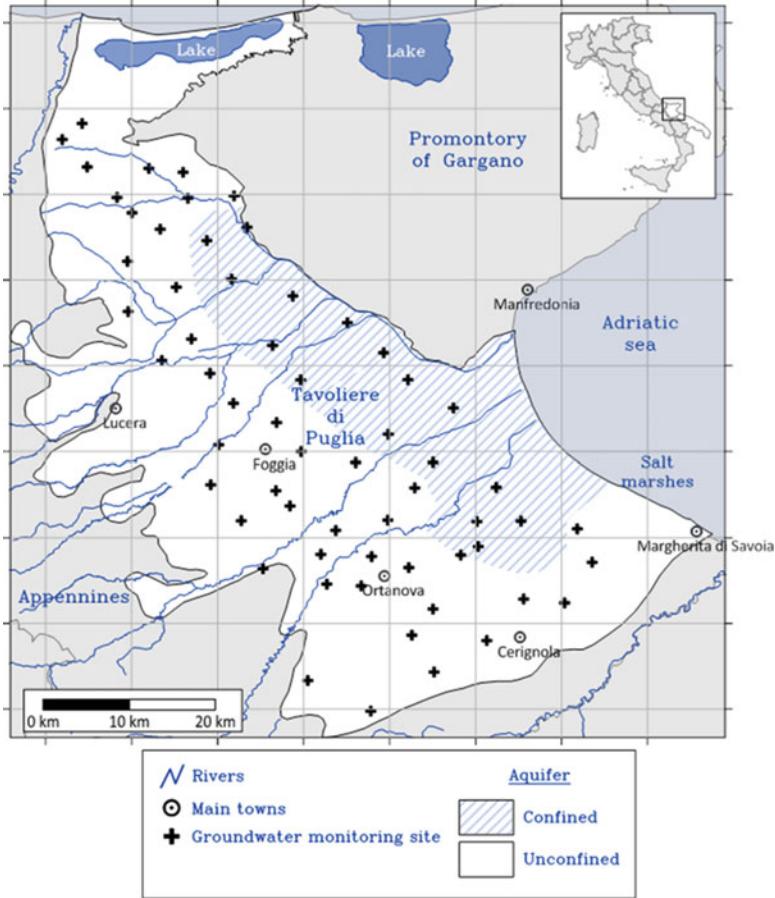 Lake
Lake
Promontory
of Gargano
Manfredonia
Adriatic
sea
Tavoliere
di
Puglia
Lucera
Foggia
Salt
marshes
Margherita di Savoia
Appennines
Ortanova
Cerignola
0 km 10 km 20 km
Rivers
Main towns
Groundwater monitoring site
Aquifer
Confined
Unconfined